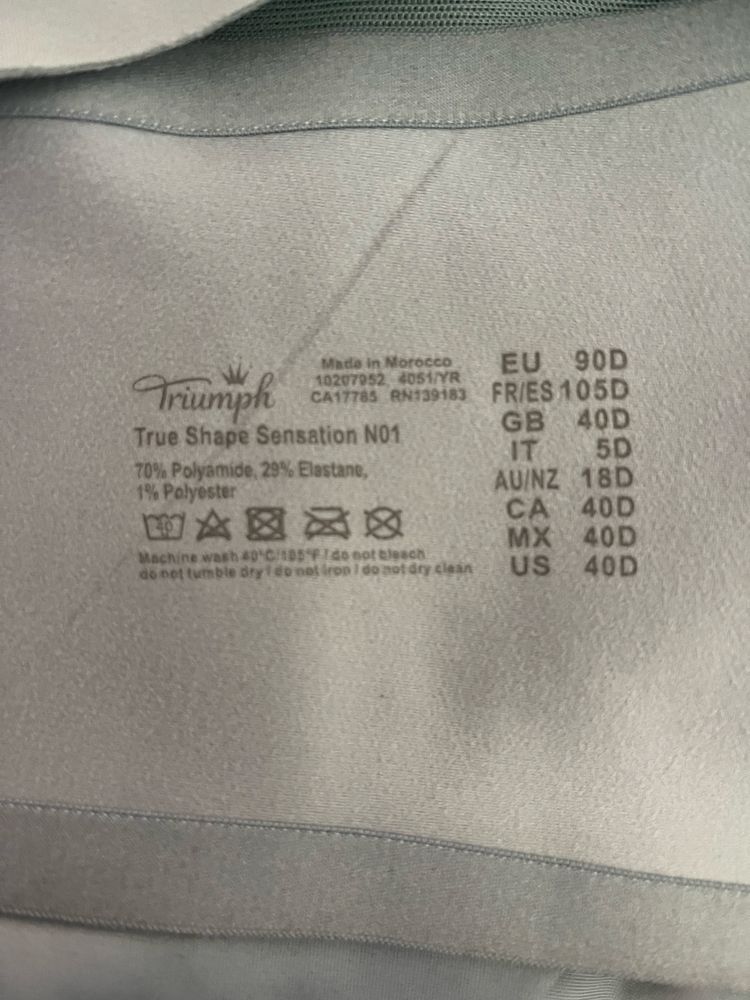 Triumph
Made in Morocco
10207952 4051/YR
CA17785 RN139183
True Shape Sensation N01
70% Polyamide, 29% Elastane,
1% Polyester
40
Machine wash 40°C/105°F / do not bleach
do not tumble dry / do not iron / do not dry clean
EU 90D
FR/ES 105D
GB 40D
IT 5D
AU/NZ 18D
CA 40D
MX 40D
US 40D